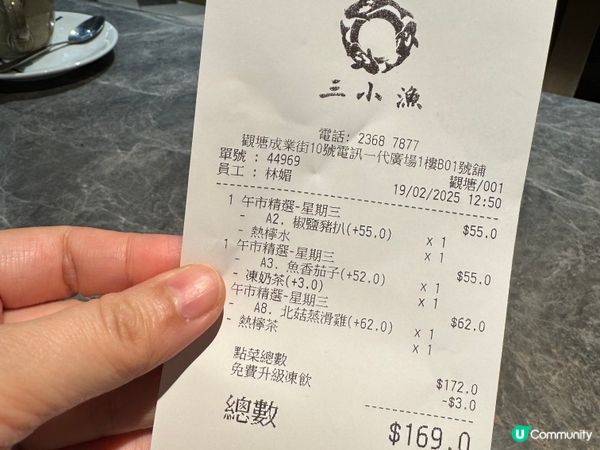 三小漁
電話: 2368 7877
觀塘成業街10號電訊一代廣場1樓B01號舖
單號 : 44969 觀塘/001
員工 : 林媚 19/02/2025 12:50
1 午市精選-星期三 $55.0
- A2. 椒鹽豬扒(+55.0) x 1
- 熱檸水 x 1
1 午市精選-星期三 $55.0
- A3. 魚香茄子(+52.0) x 1
- 凍奶茶(+3.0) x 1
午市精選-星期三 $62.0
- A8. 北菇蒸滑雞(+62.0) x 1
- 熱檸茶 x 1
點菜總數 $172.0
免費升級凍飲 -$3.0
總數 $169.0
U Community